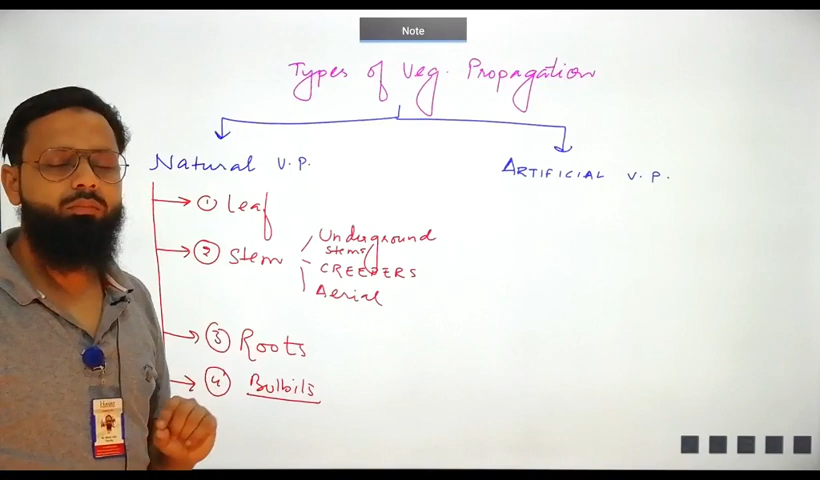 Note
Types of Veg. Propagation
Natural V.P.
ARTIFICIAL V.P.
① Leaf
② Stem
Underground
Stems
CREEPERS
Aerial
③ Roots
④ Bulbils